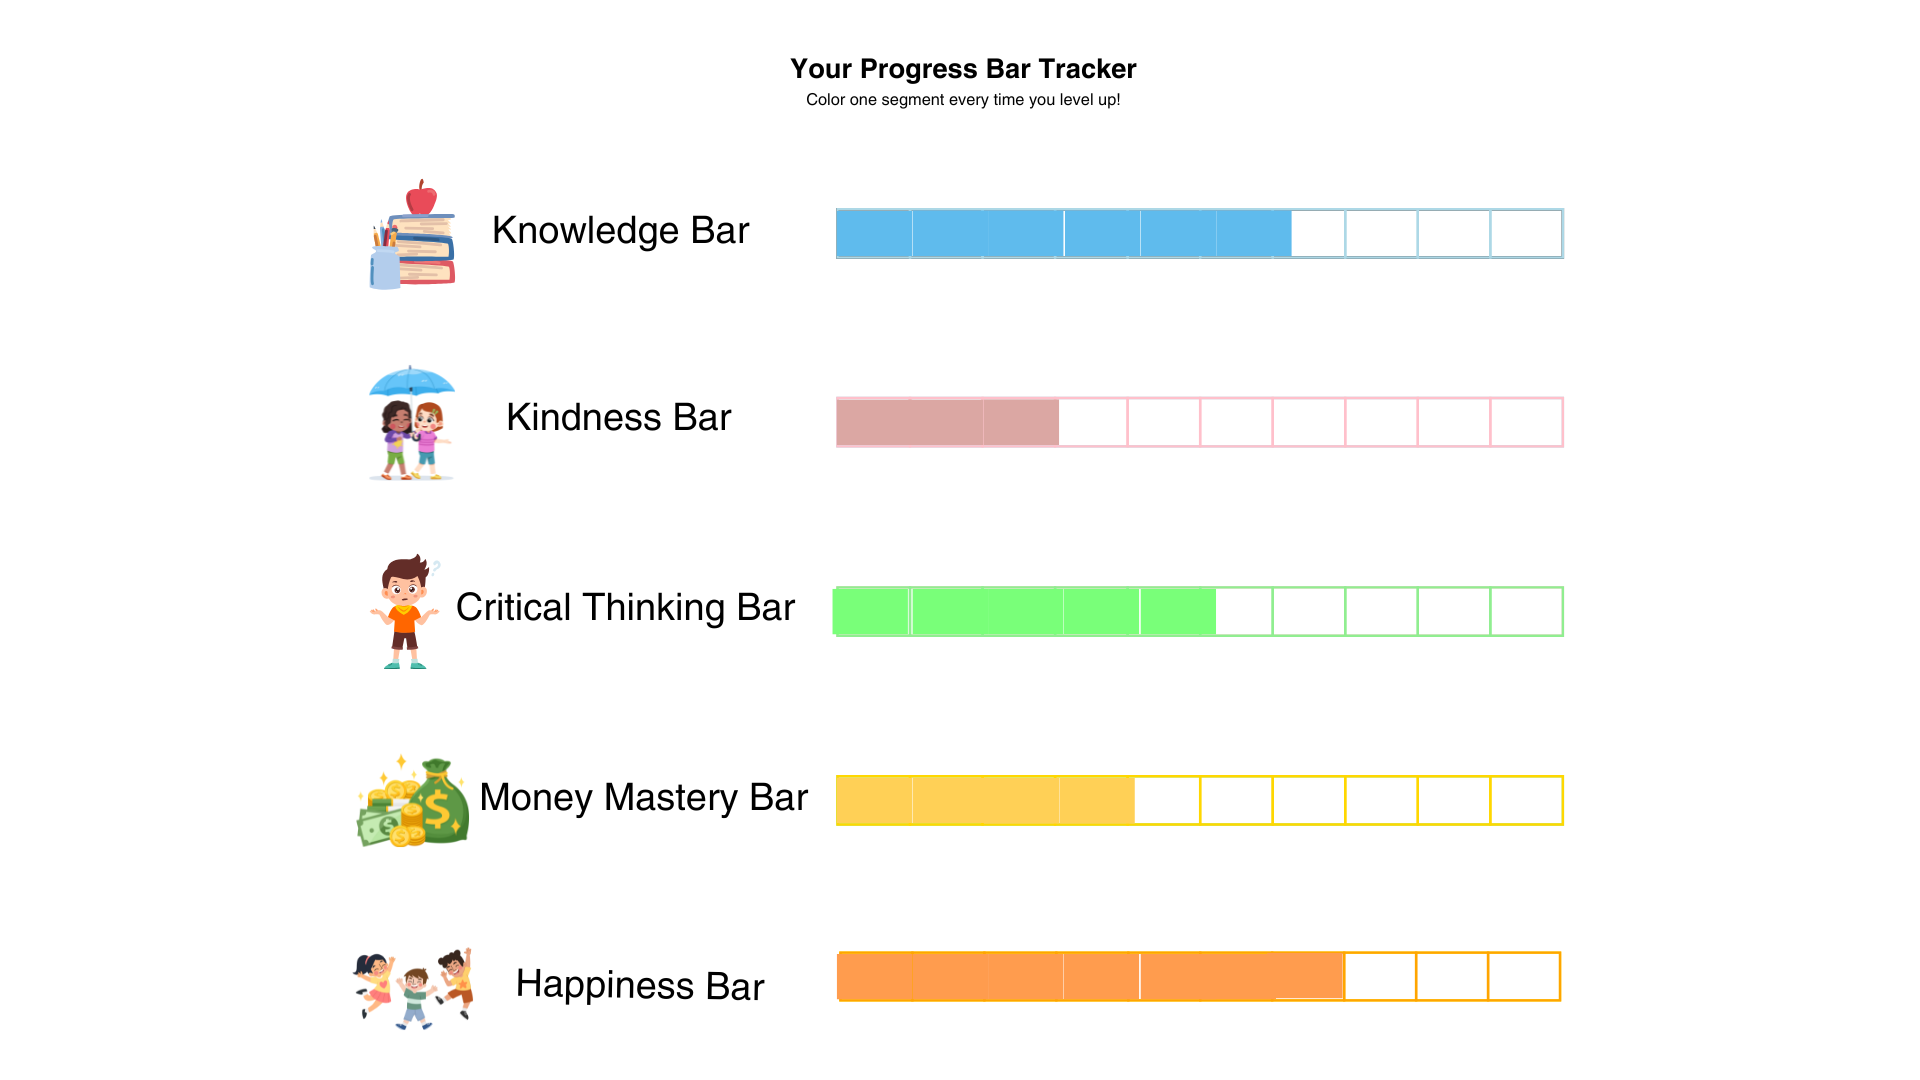 Your Progress Bar Tracker
Color one segment every time you level up!
Knowledge Bar
Kindness Bar
?
Critical Thinking Bar
$
$
$
$
$
Money Mastery Bar
Happiness Bar